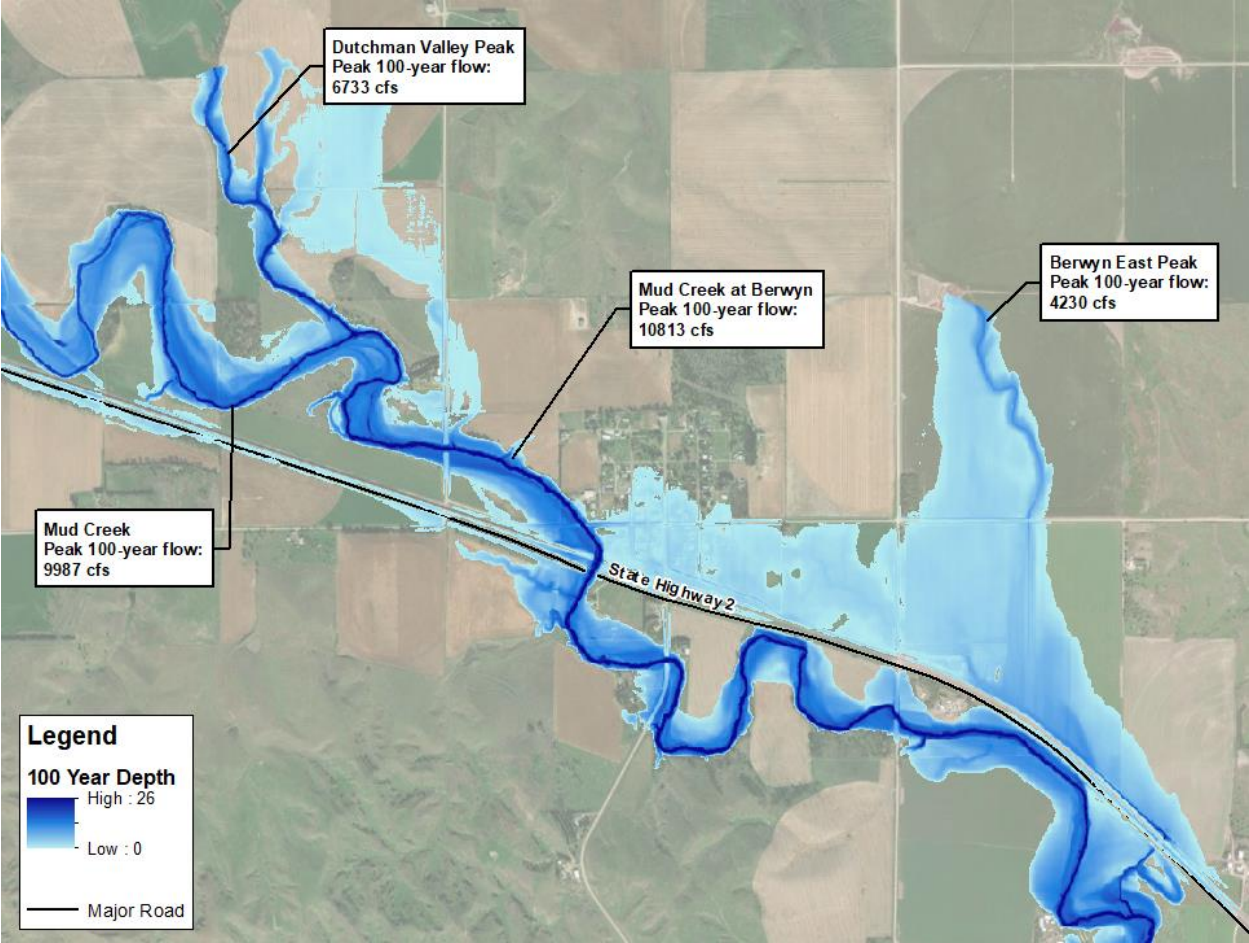 Dutchman Valley Peak
Peak 100-year flow:
6733 cfs
Berwyn East Peak
Peak 100-year flow:
4230 cfs
Mud Creek at Berwyn
Peak 100-year flow:
10813 cfs
Mud Creek
Peak 100-year flow:
9987 cfs
State Highway 2
Legend
100 Year Depth
High : 26
Low : 0
Major Road